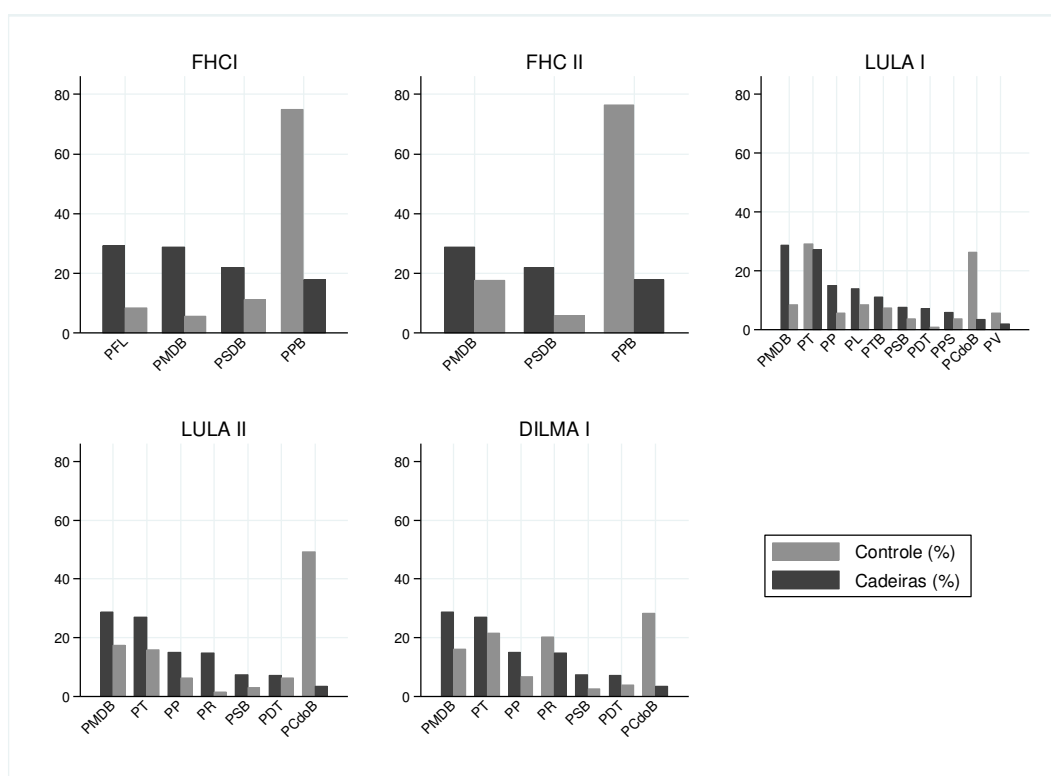 FHCI
80
60
40
20
0
PFL
PMDB
PSDB
PPB
FHC II
80
60
40
20
0
PMDB
PSDB
PPB
LULA I
80
60
40
20
0
PMDB
PT
PP
PL
PTB
PSB
PDT
PPS
PCdoB
PV
LULA II
80
60
40
20
0
PMDB
PT
PP
PR
PSB
PDT
PCdoB
DILMA I
80
60
40
20
0
PMDB
PT
PP
PR
PSB
PDT
PCdoB
Controle (%)
Cadeiras (%)